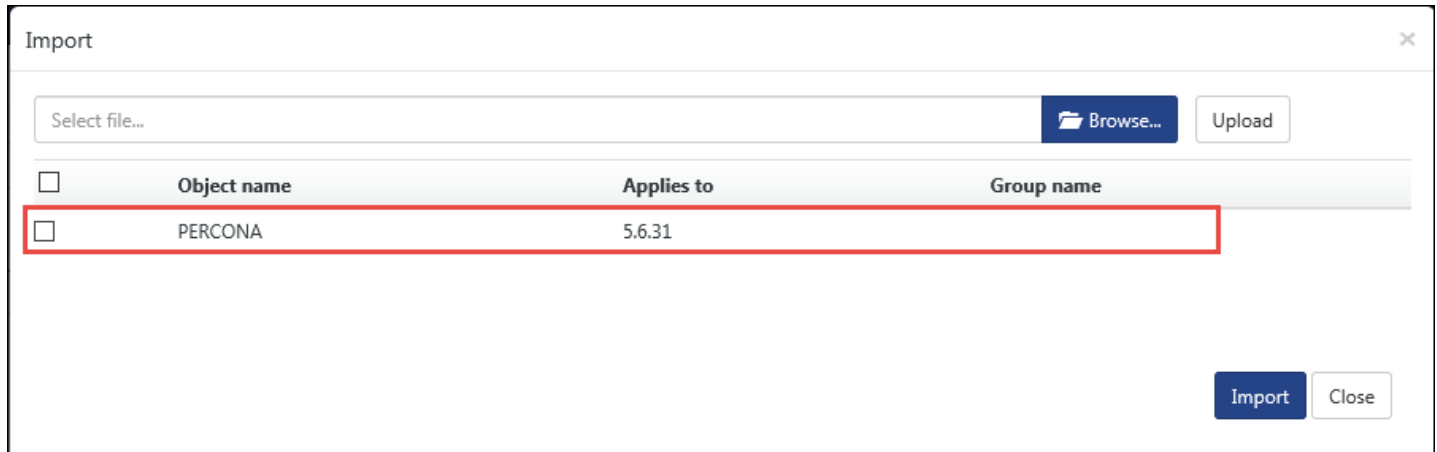 Import ×
Select file... Browse... Upload
Object name Applies to Group name
PERCONA 5.6.31
Import Close